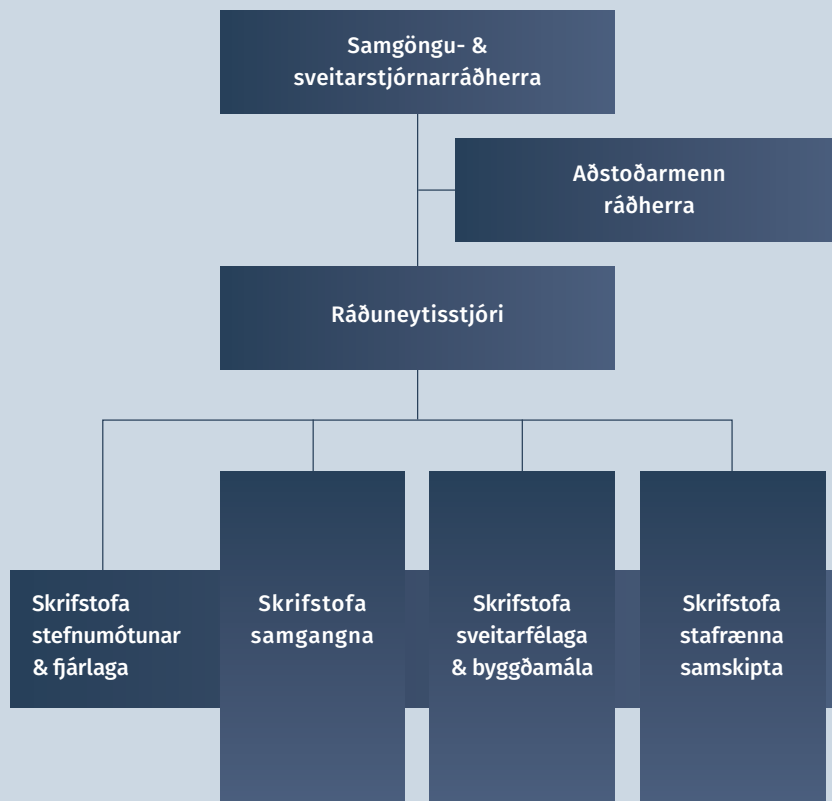 Samgöngu- &
sveitarstjórnarráðherra
Aðstoðarmenn
ráðherra
Ráðuneytisstjóri
Skrifstofa
stefnumótunar
& fjárlaga
Skrifstofa
samgangna
Skrifstofa
sveitarfélaga
& byggðamála
Skrifstofa
stafrænna
samskipta